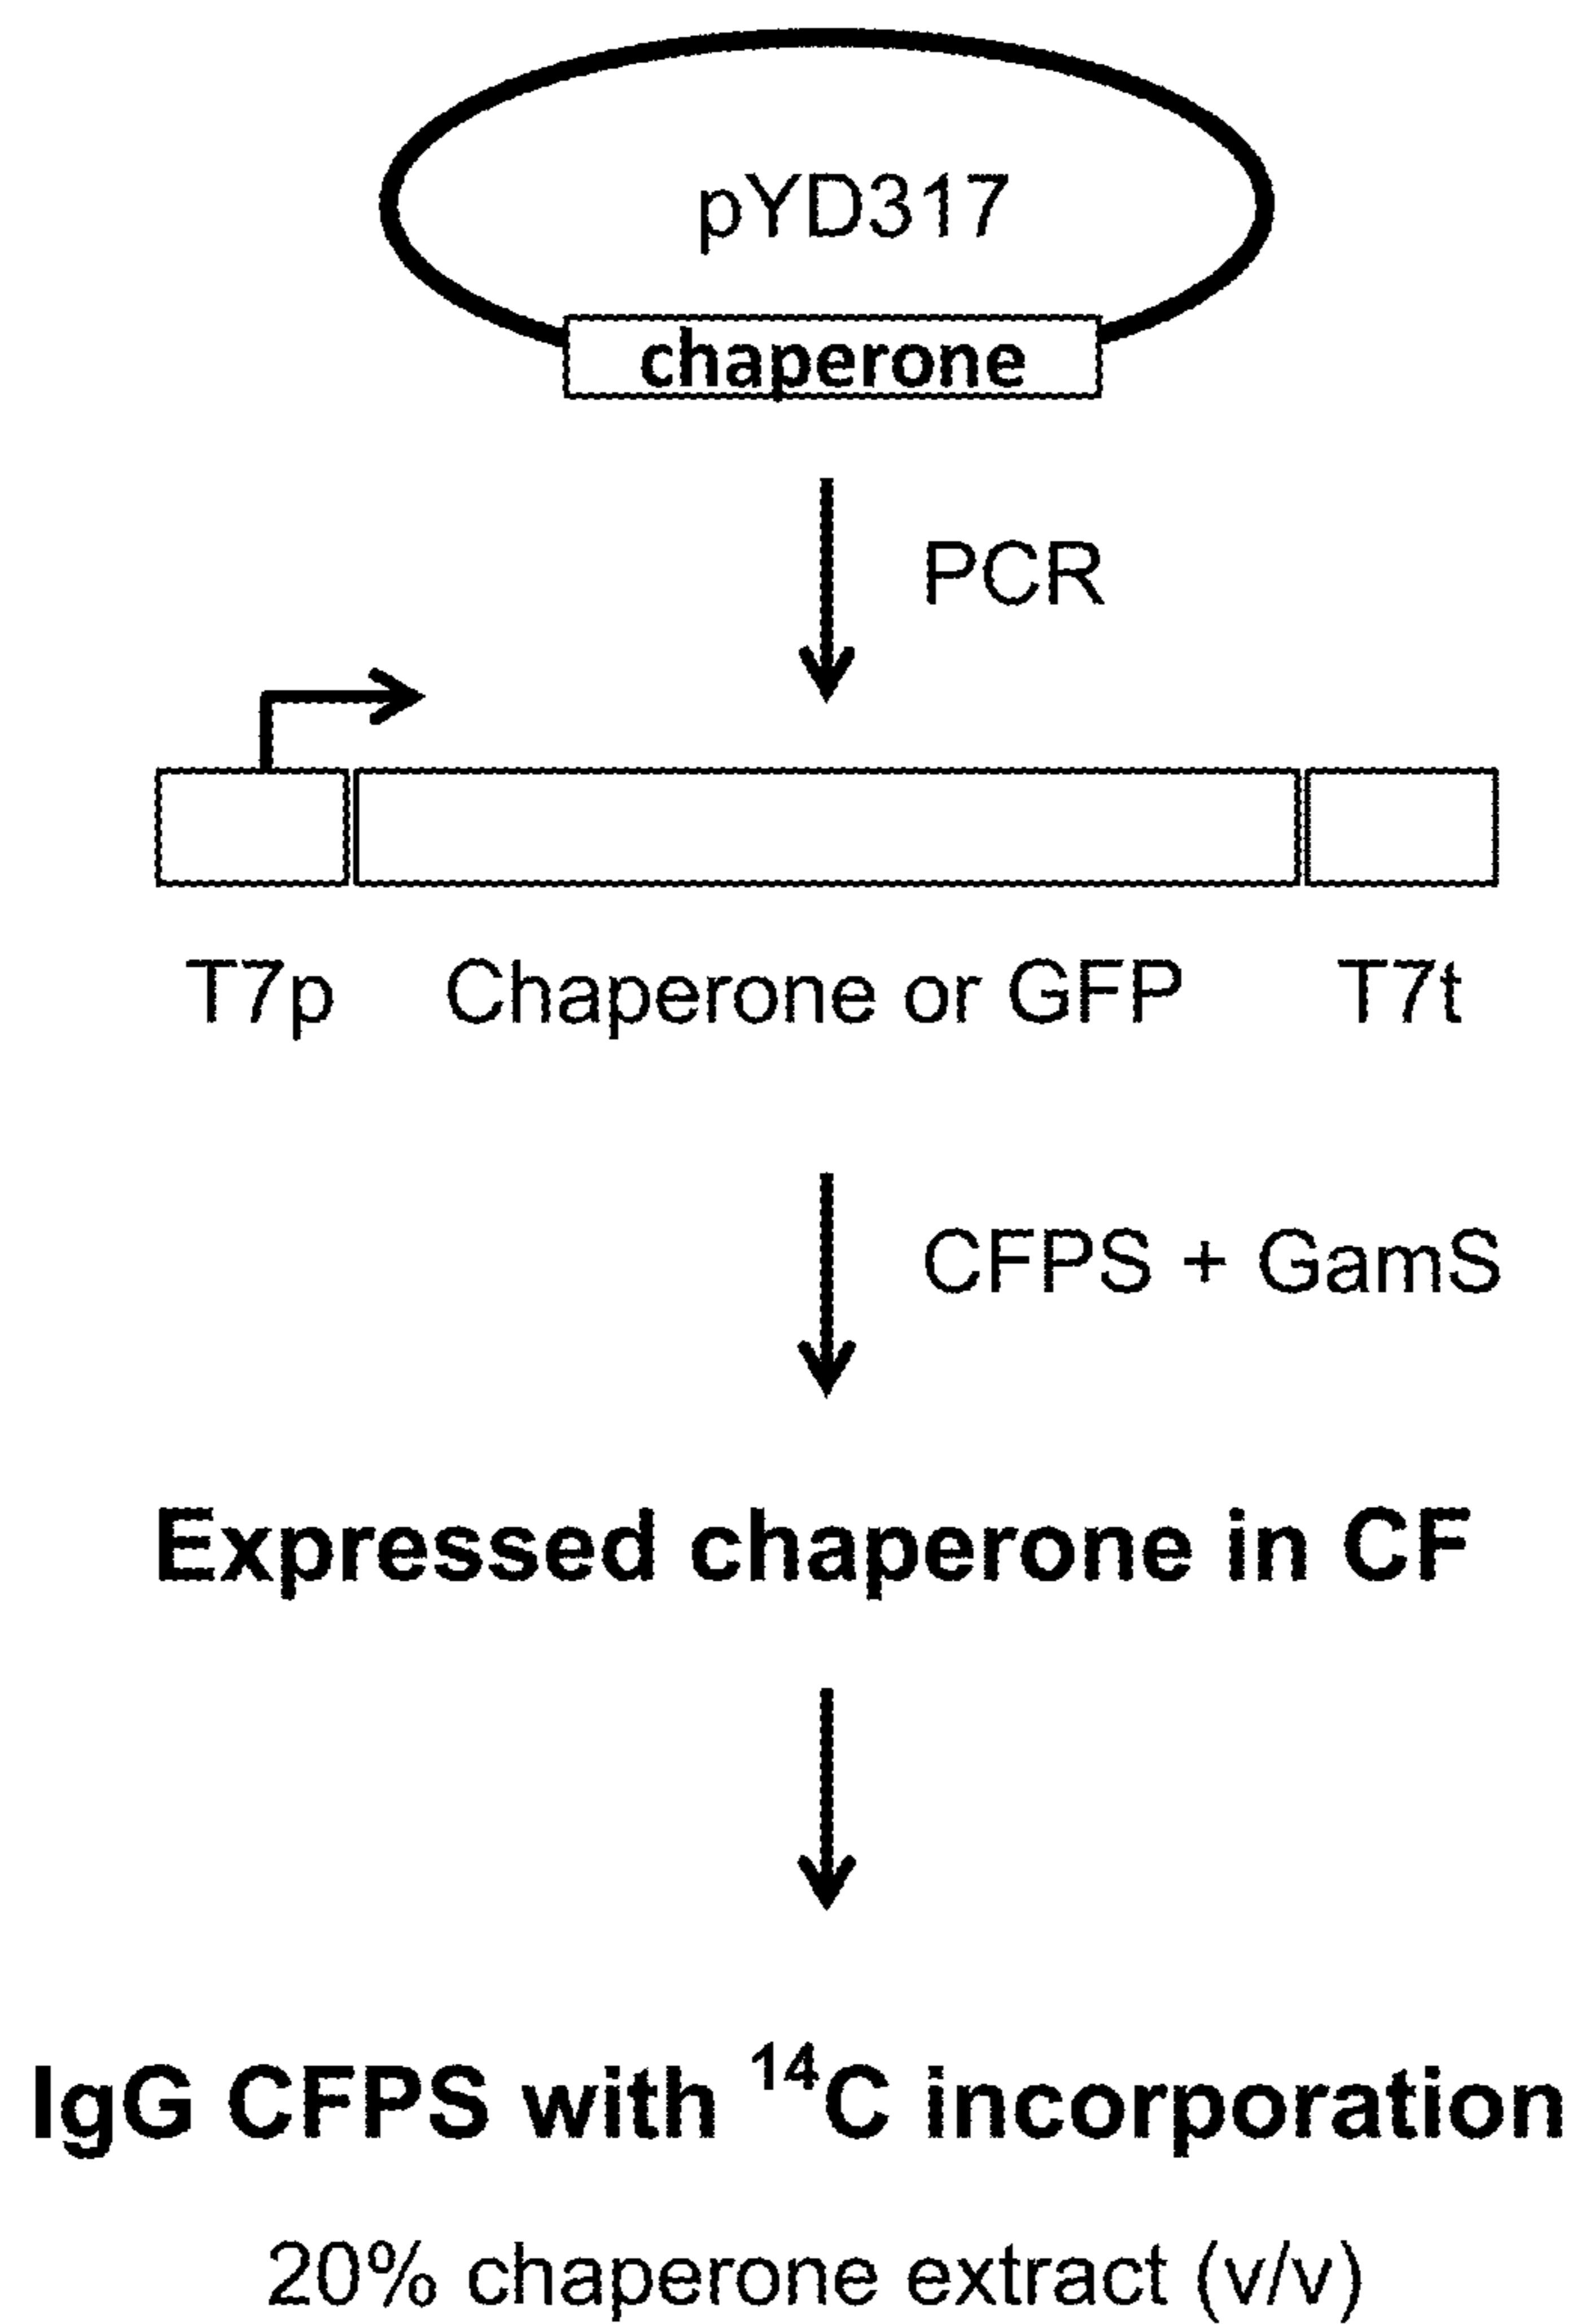 pYD317
chaperone
PCR
T7p Chaperone or GFP T7t
CFPS + GamS
Expressed chaperone in CF
IgG CFPS with ¹⁴C incorporation
20% chaperone extract (v/v)